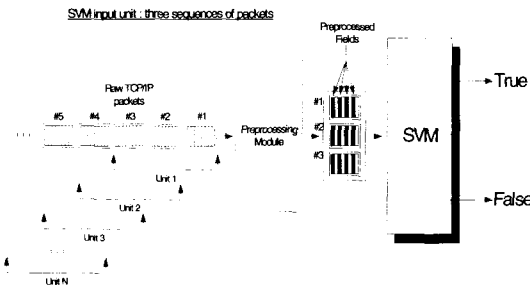 SVM input unit : three sequences of packets
Preprocessed
Fields
Raw TCP/IP
packets
#5 #4 #3 #2 #1
Preprocessing
Module
#1
#2
#3
SVM
True
False
Unit 1
Unit 2
Unit 3
Unit N